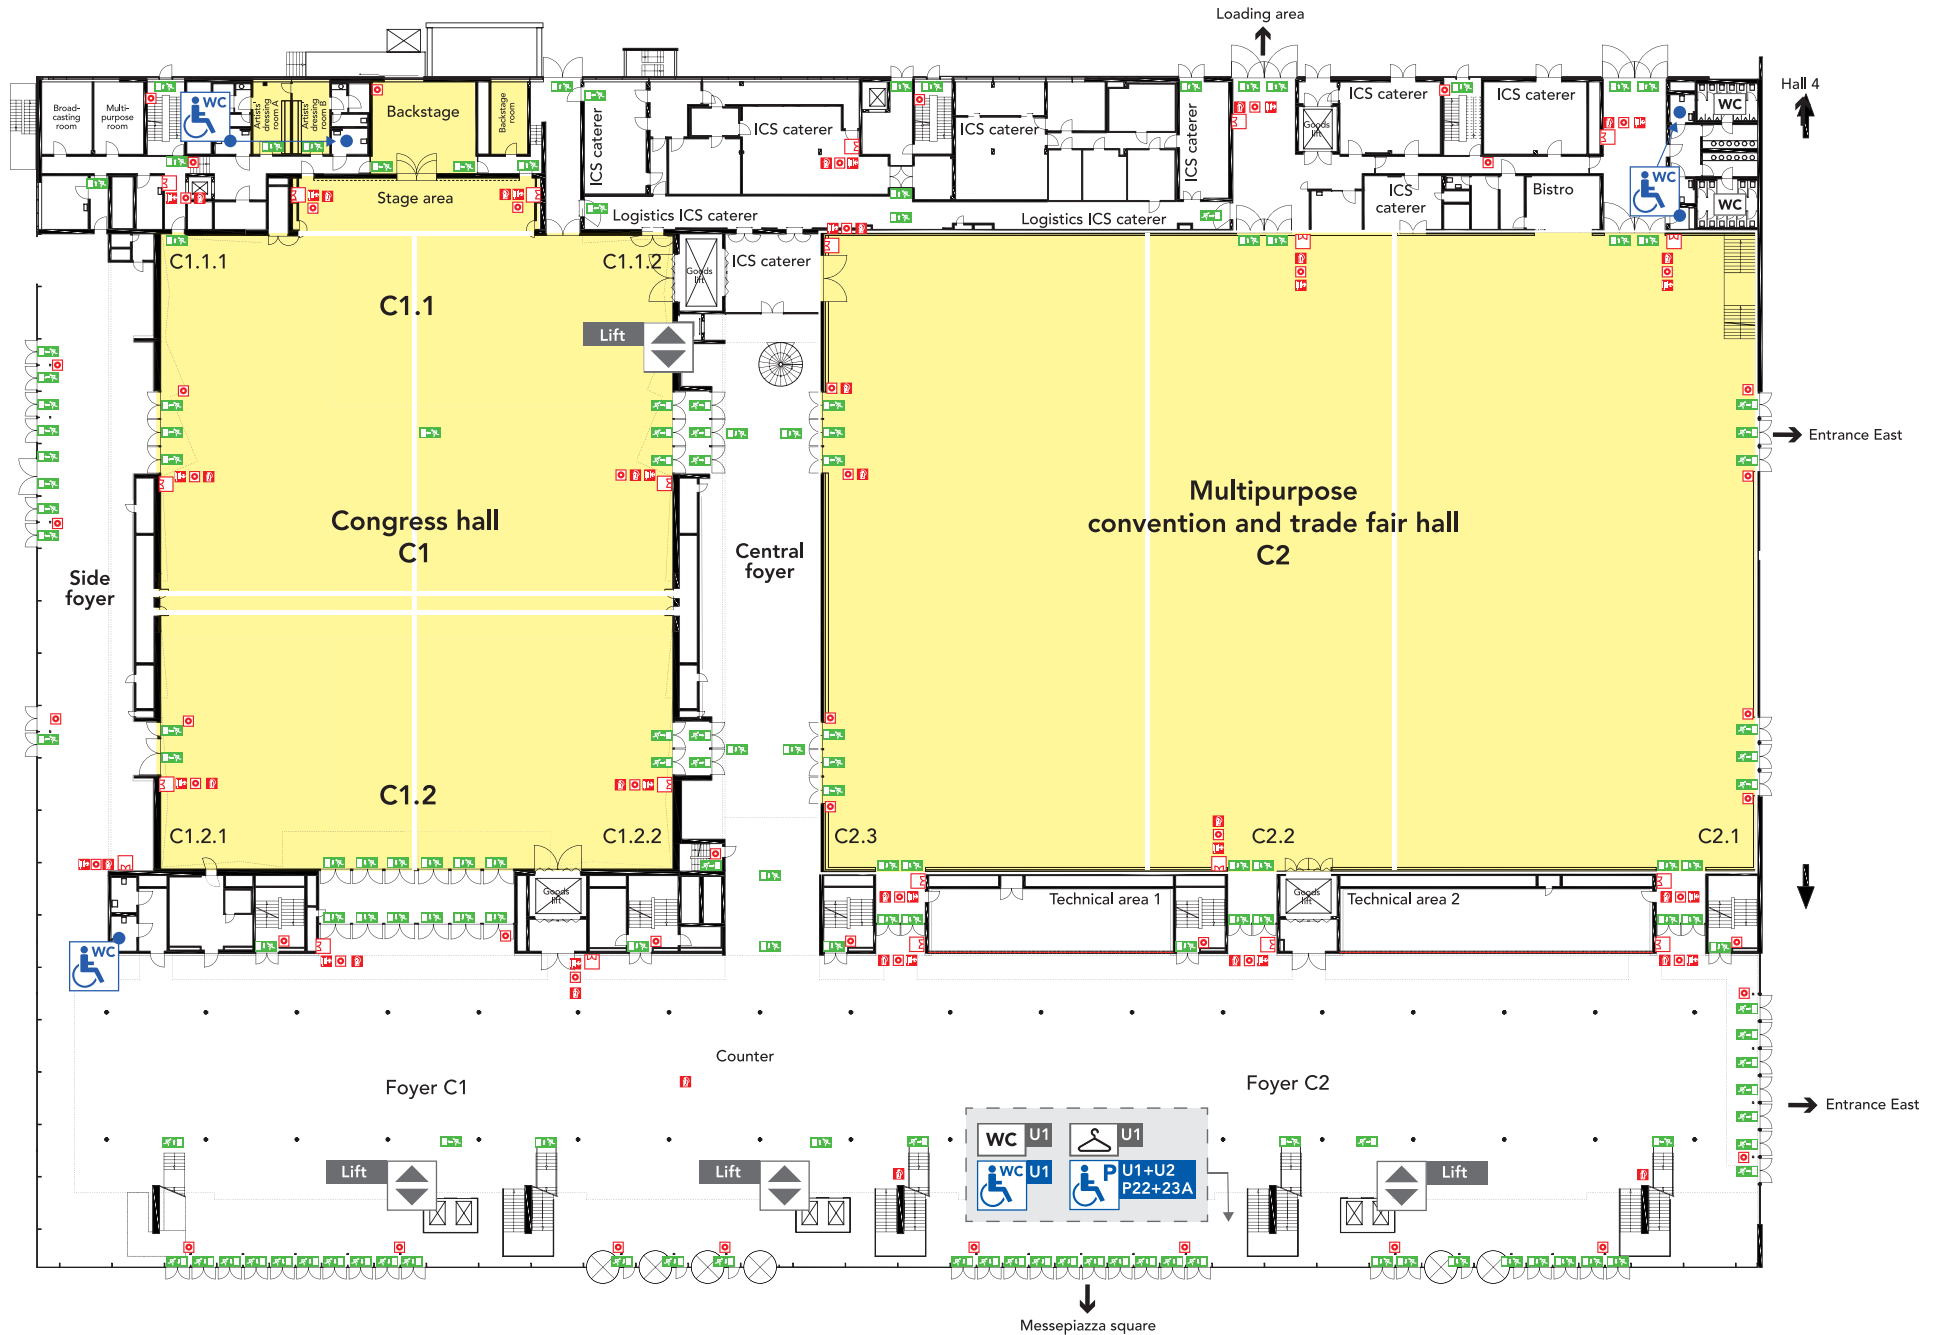 Loading area
Hall 4
Broad-
casting
room
Multi-
purpose
room
WC
Artists'
dressing
room A
Artists'
dressing
room B
Backstage
Backstage
room
ICS caterer
ICS caterer
ICS caterer
ICS caterer
Goods
lift
ICS caterer
ICS caterer
WC
Stage area
Logistics ICS caterer
Logistics ICS caterer
ICS
caterer
Bistro
WC
WC
C1.1.1
C1.1.2
C1.1
Goods
lift
ICS caterer
Lift
Entrance East
Congress hall
C1
Multipurpose
convention and trade fair hall
C2
Side
foyer
Central
foyer
C1.2
C1.2.1
C1.2.2
C2.3
C2.2
C2.1
Goods
lift
Technical area 1
Goods
lift
Technical area 2
WC
Counter
Foyer C1
Foyer C2
Entrance East
WC U1
U1
WC U1
P U1+U2
P22+23A
Lift
Lift
Lift
Messepiazza square